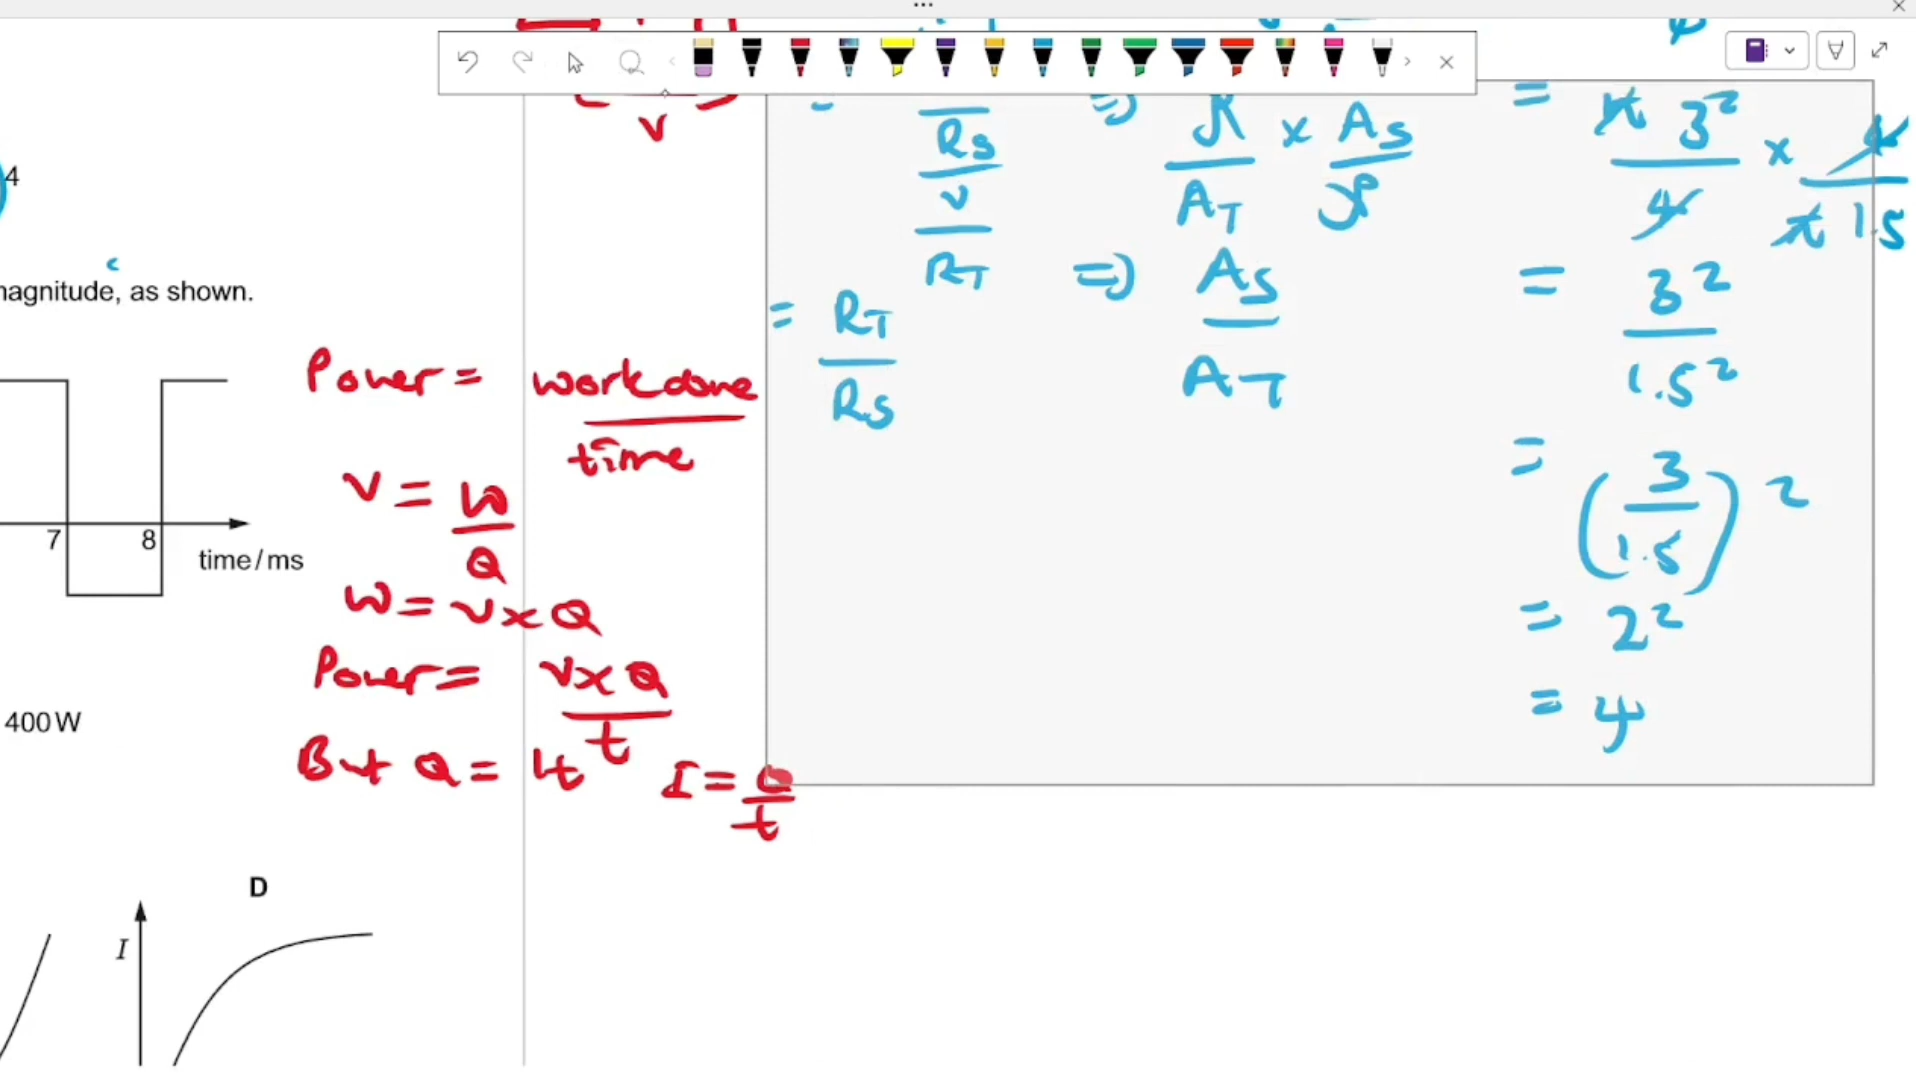 4
c
magnitude, as shown.
7 8
time/ms
400 W
D
I
v
Power = work done
time
V = W
Q
W = V x Q
Power = V x Q
t
But Q = It
I = Q
t
=
RS
V
RT
= RT
RS
=> ρ x AS
AT ρ
=> AS
AT
= π 3² x 4
4 π 1.5
= 3²
1.5²
= (3
1.5)²
= 2²
= 4